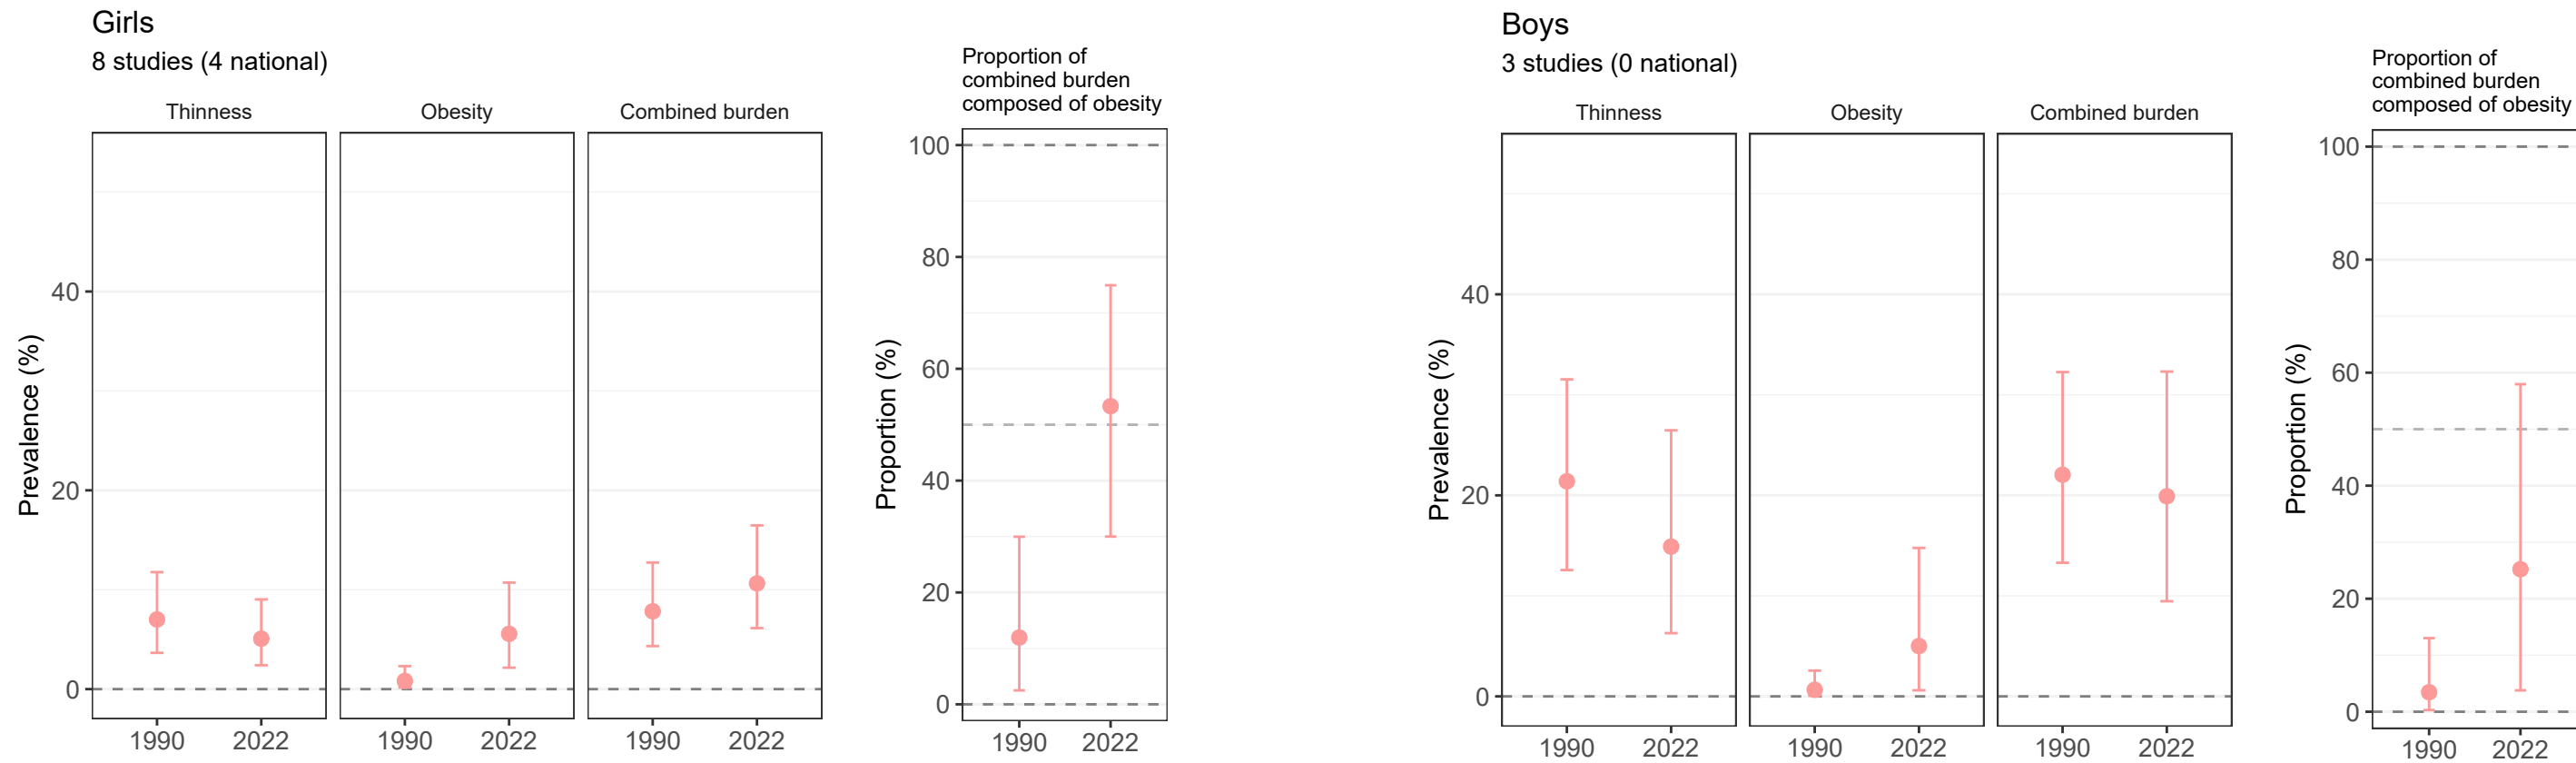 Girls
8 studies (4 national)
Thinness
Obesity
Combined burden
Prevalence (%)
40
20
0
1990
2022
1990
2022
1990
2022
Proportion of
combined burden
composed of obesity
Proportion (%)
100
80
60
40
20
0
1990
2022
Boys
3 studies (0 national)
Thinness
Obesity
Combined burden
Prevalence (%)
40
20
0
1990
2022
1990
2022
1990
2022
Proportion of
combined burden
composed of obesity
Proportion (%)
100
80
60
40
20
0
1990
2022